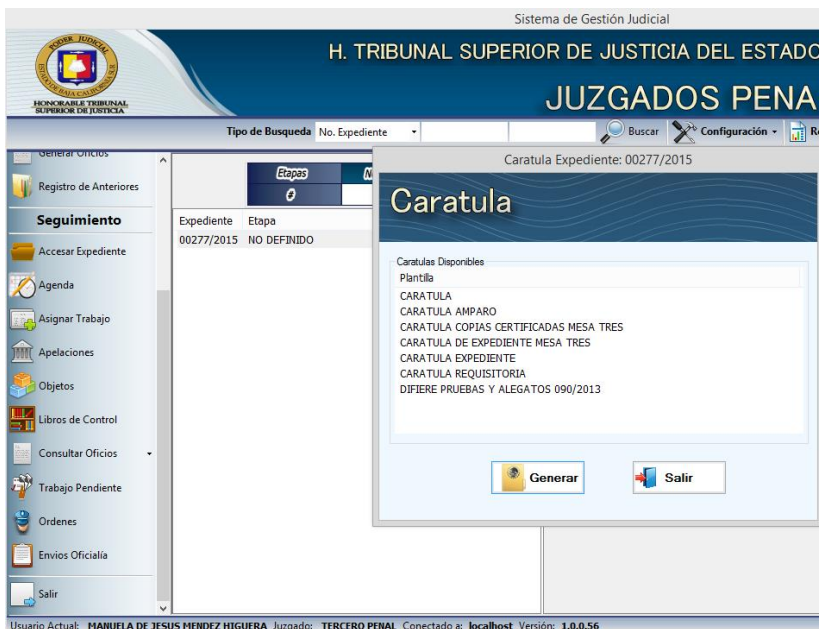 Sistema de Gestión Judicial
PODER JUDICIAL
HONORABLE TRIBUNAL
SUPERIOR DE JUSTICIA
H. TRIBUNAL SUPERIOR DE JUSTICIA DEL ESTADO
JUZGADOS PENA
Tipo de Busqueda No. Expediente Buscar Configuración
General Oficios
Registro de Anteriores
Seguimiento
Accesar Expediente
Agenda
Asignar Trabajo
Apelaciones
Objetos
Libros de Control
Consultar Oficios
Trabajo Pendiente
Ordenes
Envios Oficialía
Salir
Etapas
#
Expediente Etapa
00277/2015 NO DEFINIDO
Caratula Expediente: 00277/2015
Caratula
Caratulas Disponibles
Plantilla
CARATULA
CARATULA AMPARO
CARATULA COPIAS CERTIFICADAS MESA TRES
CARATULA DE EXPEDIENTE MESA TRES
CARATULA EXPEDIENTE
CARATULA REQUISITORIA
DIFIERE PRUEBAS Y ALEGATOS 090/2013
Generar Salir
Usuario Actual: MANUELA DE JESUS MENDEZ HIGUERA Juzgado: TERCERO PENAL Conectado a: localhost Versión: 1.0.0.56